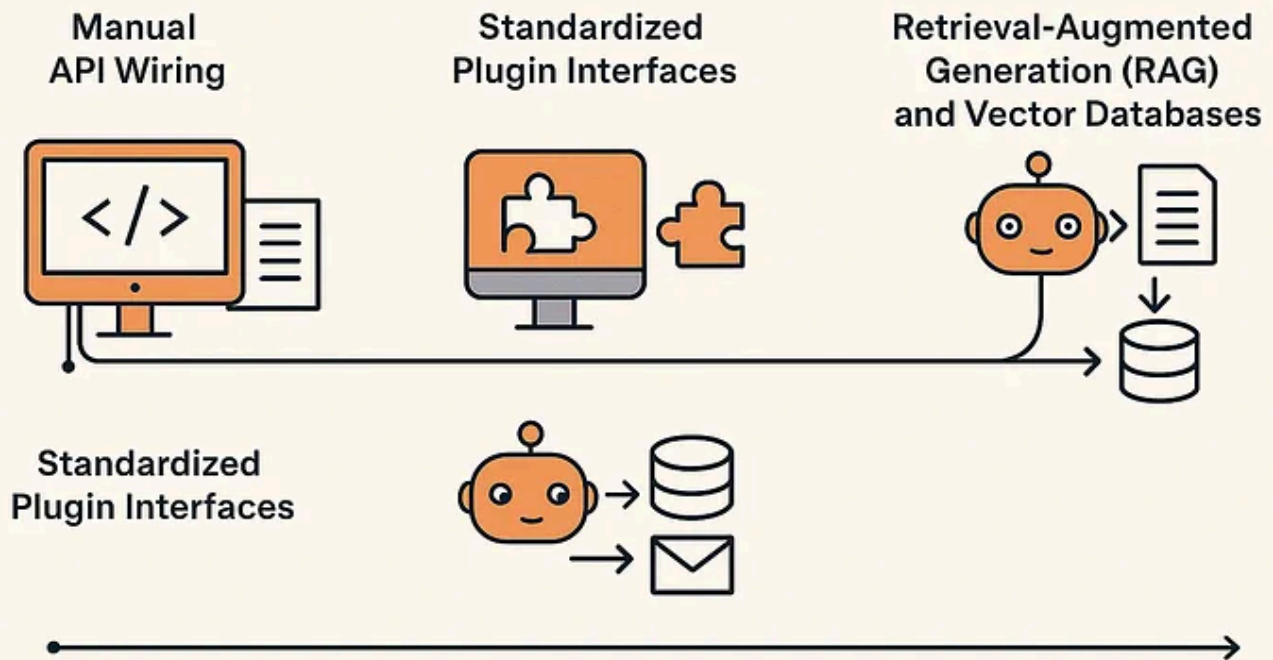 Manual
API Wiring
Standardized
Plugin Interfaces
Retrieval-Augmented
Generation (RAG)
and Vector Databases
</>
Standardized
Plugin Interfaces